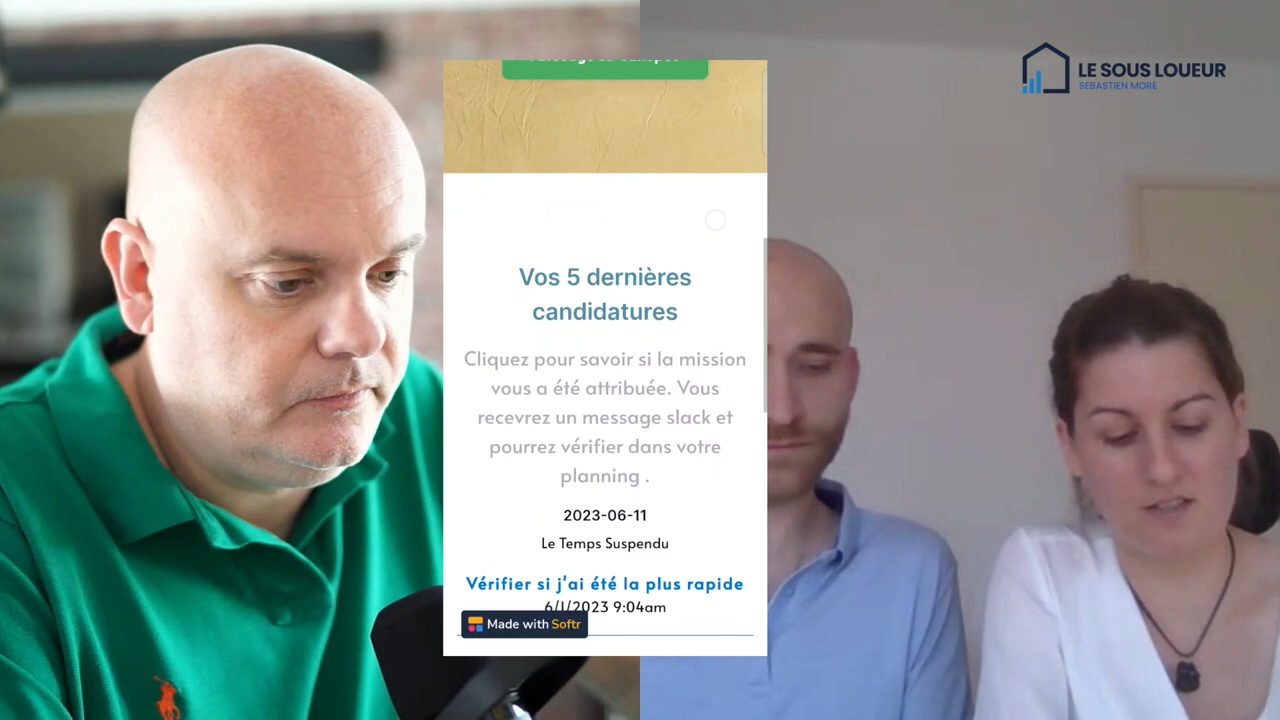 LE SOUS LOUEUR
SEBASTIEN MORE
Vos 5 dernières
candidatures
Cliquez pour savoir si la mission
vous a été attribuée. Vous
recevrez un message slack et
pourrez vérifier dans votre
planning .
2023-06-11
Le Temps Suspendu
Vérifier si j'ai été la plus rapide
6/1/2023 9:04am
Made with Softr